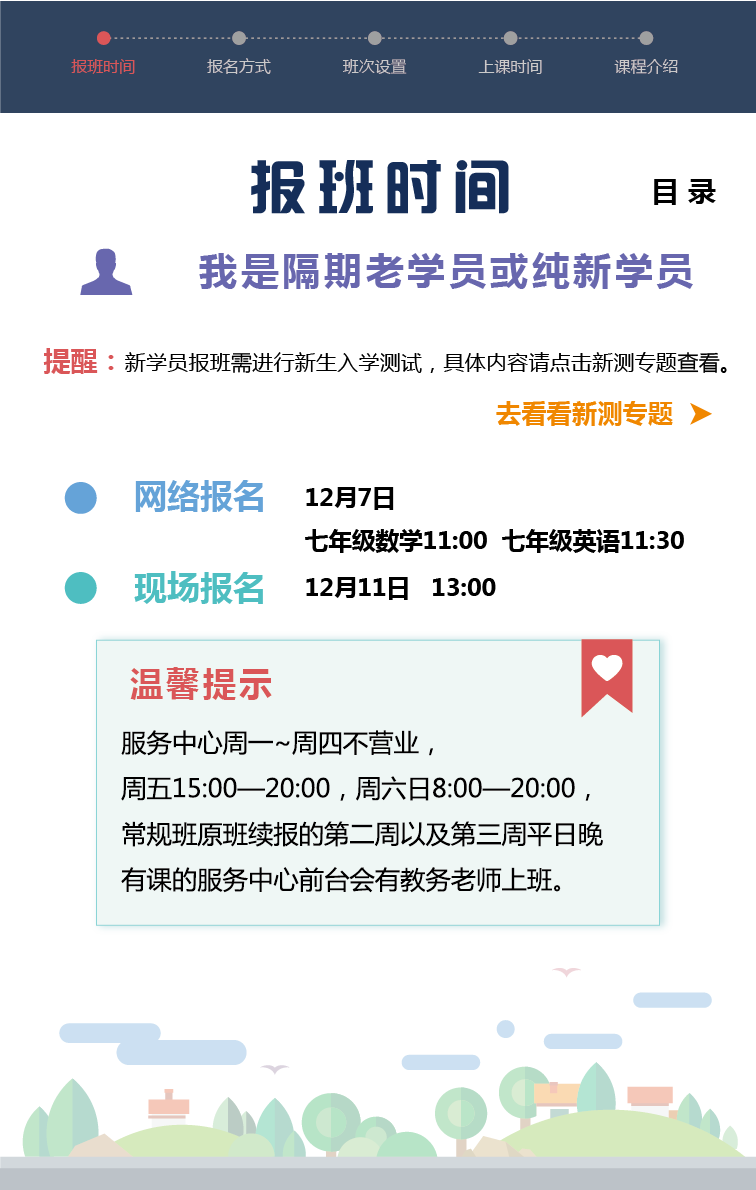 报班时间 报名方式 班次设置 上课时间 课程介绍
报班时间
目录
我是隔期老学员或纯新学员
提醒：新学员报班需进行新生入学测试，具体内容请点击新测专题查看。
去看看新测专题
网络报名 12月7日
七年级数学11:00 七年级英语11:30
现场报名 12月11日 13:00
温馨提示
服务中心周一~周四不营业，
周五15:00—20:00，周六日8:00—20:00，
常规班原班续报的第二周以及第三周平日晚
有课的服务中心前台会有教务老师上班。